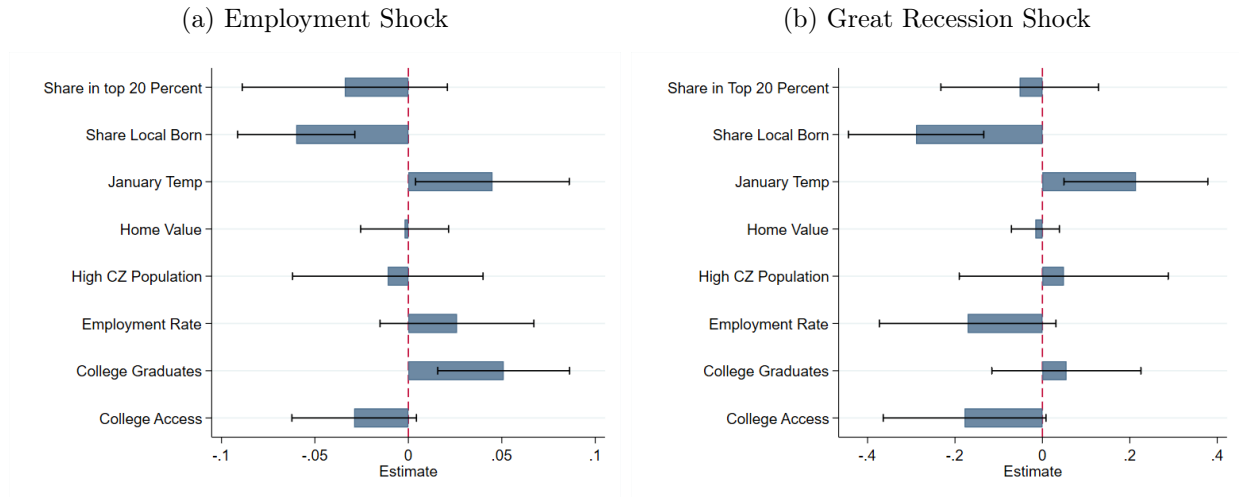 (a) Employment Shock
Share in top 20 Percent
Share Local Born
January Temp
Home Value
High CZ Population
Employment Rate
College Graduates
College Access
-.1 -.05 0 .05 .1
Estimate
(b) Great Recession Shock
Share in Top 20 Percent
Share Local Born
January Temp
Home Value
High CZ Population
Employment Rate
College Graduates
College Access
-.4 -.2 0 .2 .4
Estimate